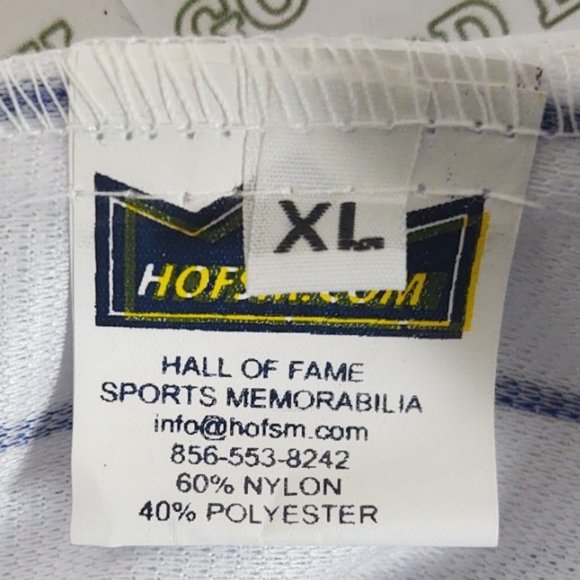 XL
HOFSM.COM
HALL OF FAME
SPORTS MEMORABILIA
info@hofsm.com
856-553-8242
60% NYLON
40% POLYESTER